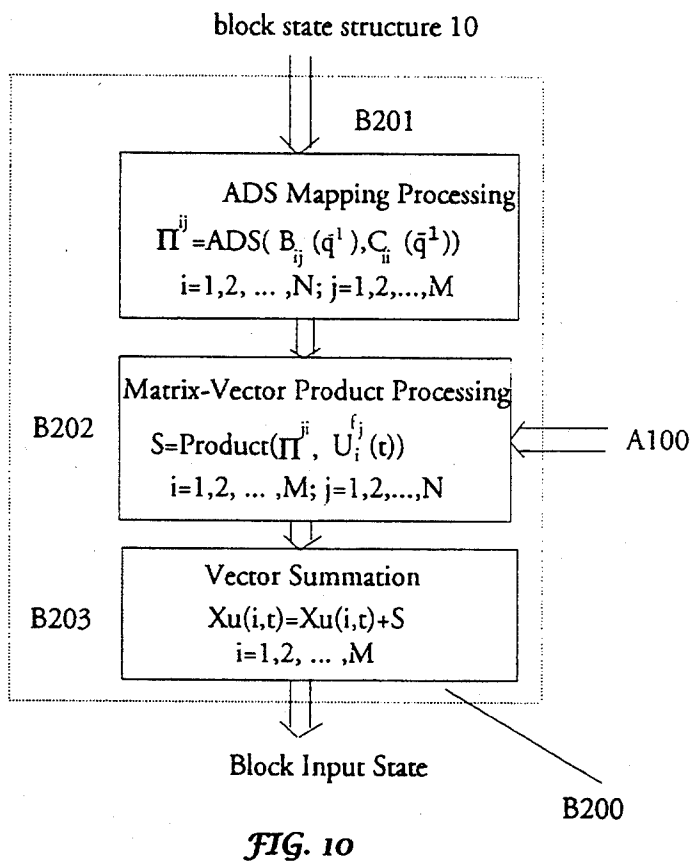 block state structure 10
B201
ADS Mapping Processing
Π^ij=ADS( B_ij (q̄^1),C_ii (q̄^1))
i=1,2, ... ,N; j=1,2,...,M
Matrix-Vector Product Processing
B202
S=Product(Π^ji, U_i^fj(t))
A100
i=1,2, ... ,M; j=1,2,...,N
Vector Summation
B203
Xu(i,t)=Xu(i,t)+S
i=1,2, ... ,M
Block Input State
B200
FIG. 10